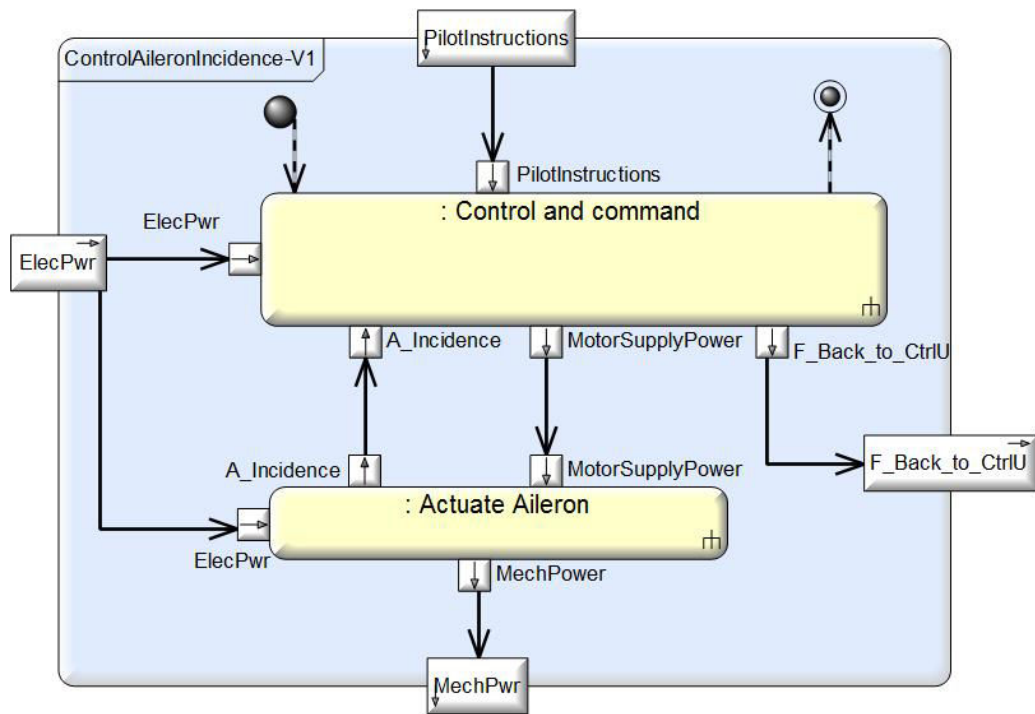 PilotInstructions
ControlAileronIncidence-V1
PilotInstructions
: Control and command
ElecPwr
ElecPwr
A_Incidence
MotorSupplyPower
F_Back_to_CtrlU
A_Incidence
MotorSupplyPower
F_Back_to_CtrlU
: Actuate Aileron
ElecPwr
MechPower
MechPwr